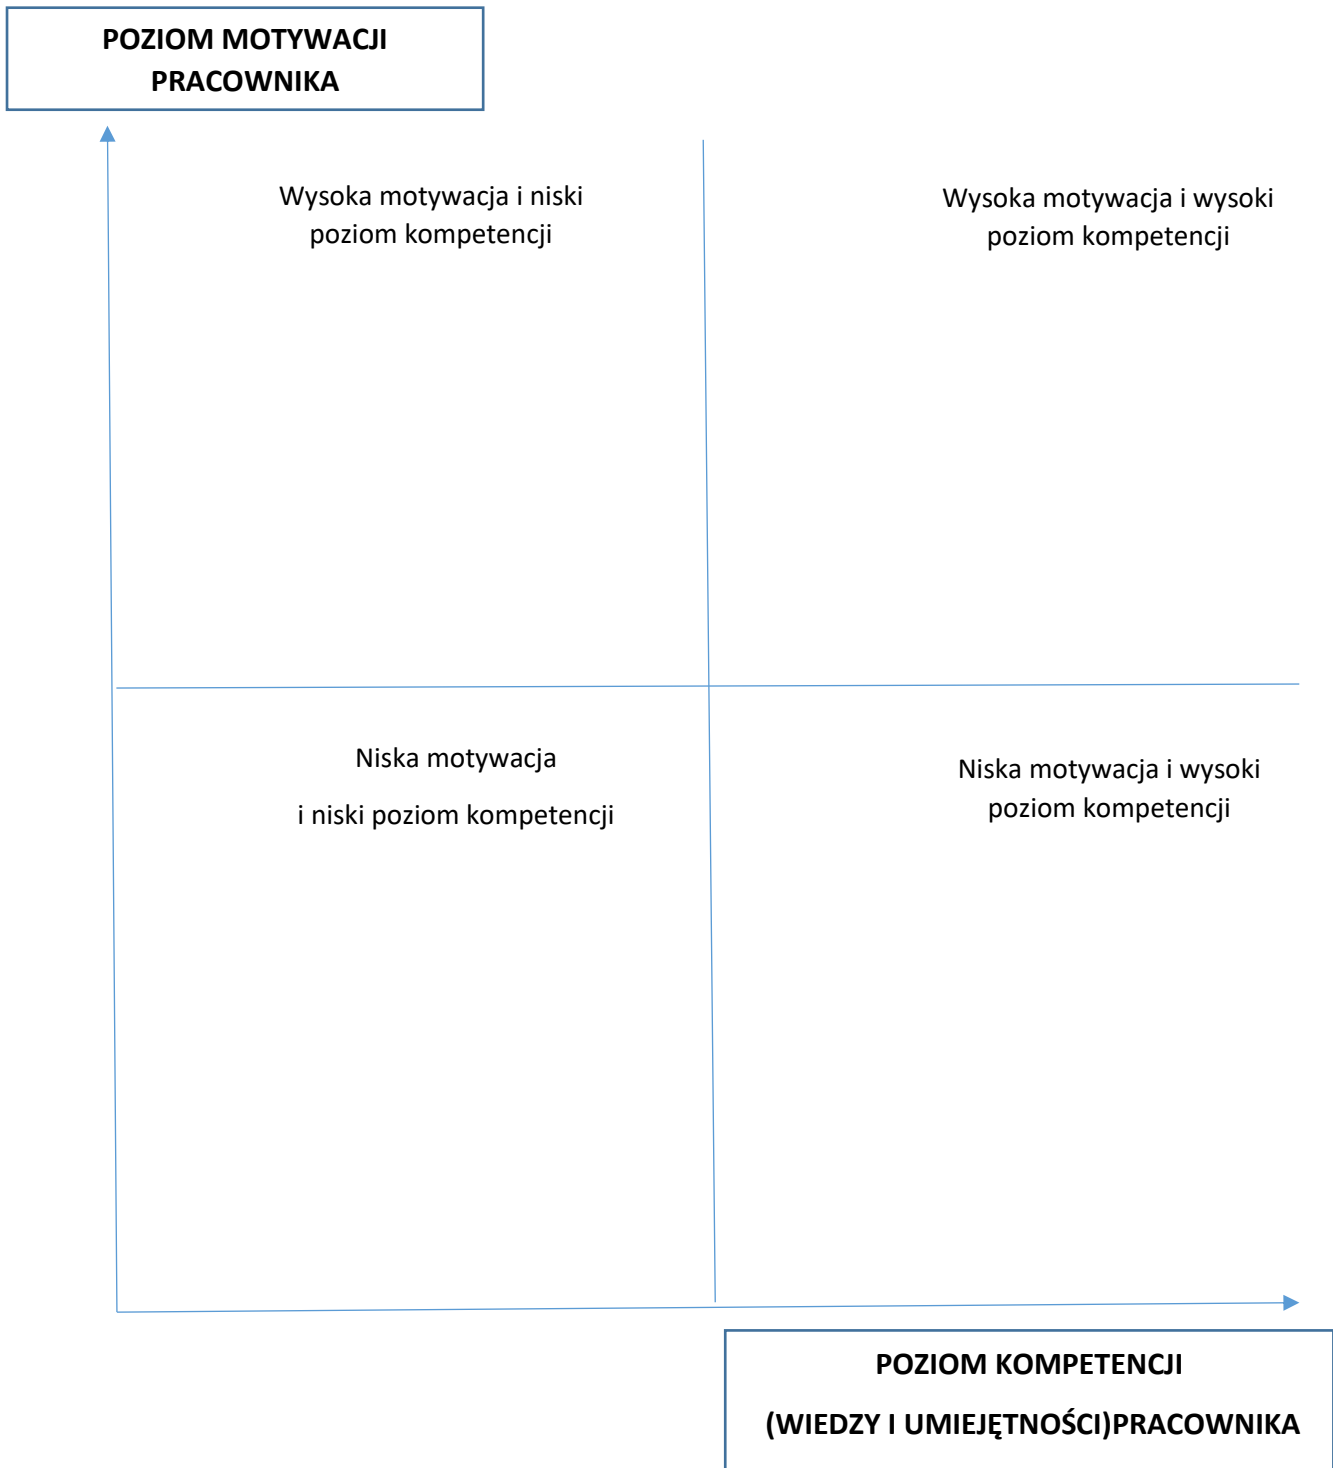 POZIOM MOTYWACJI
PRACOWNIKA
Wysoka motywacja i niski
poziom kompetencji
Wysoka motywacja i wysoki
poziom kompetencji
Niska motywacja
i niski poziom kompetencji
Niska motywacja i wysoki
poziom kompetencji
POZIOM KOMPETENCJI
(WIEDZY I UMIEJĘTNOŚCI)PRACOWNIKA